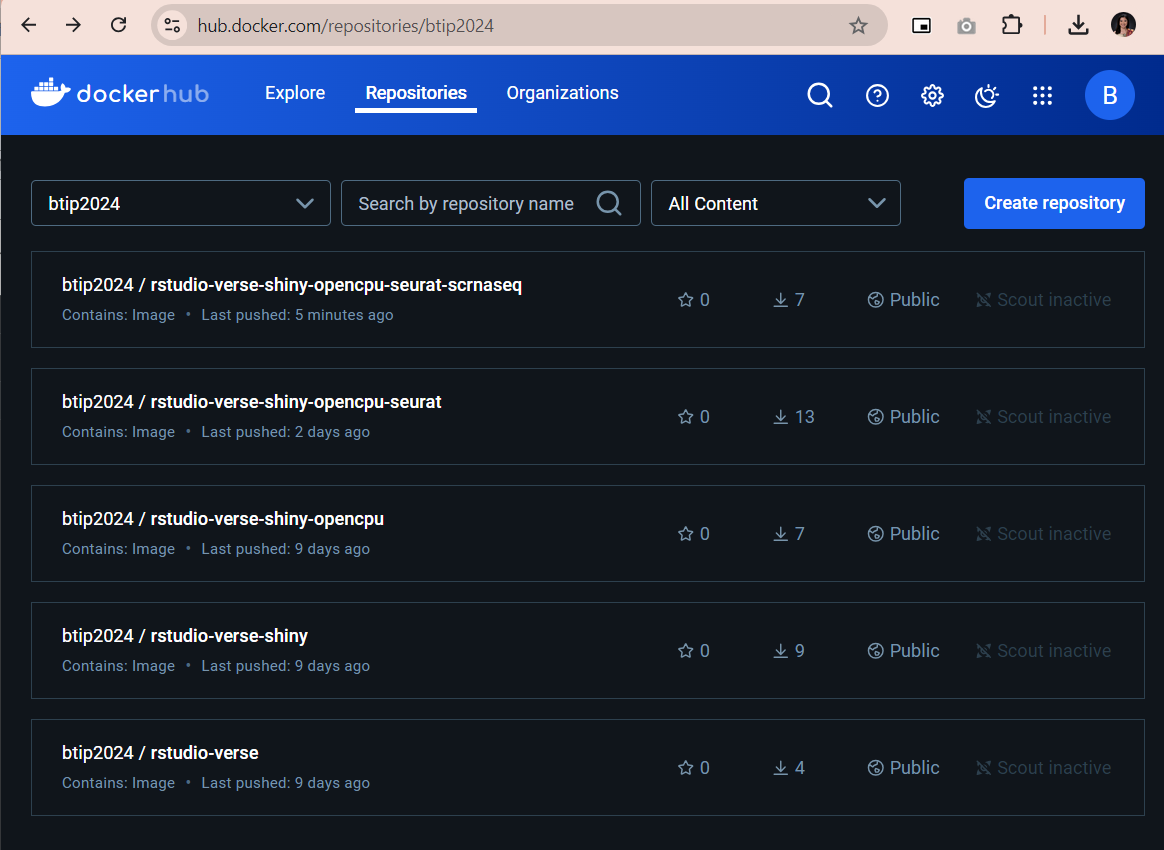 hub.docker.com/repositories/btip2024
dockerhub Explore Repositories Organizations B
btip2024 Search by repository name All Content Create repository
btip2024 / rstudio-verse-shiny-opencpu-seurat-scrnaseq
Contains: Image • Last pushed: 5 minutes ago
0 7 Public Scout inactive
btip2024 / rstudio-verse-shiny-opencpu-seurat
Contains: Image • Last pushed: 2 days ago
0 13 Public Scout inactive
btip2024 / rstudio-verse-shiny-opencpu
Contains: Image • Last pushed: 9 days ago
0 7 Public Scout inactive
btip2024 / rstudio-verse-shiny
Contains: Image • Last pushed: 9 days ago
0 9 Public Scout inactive
btip2024 / rstudio-verse
Contains: Image • Last pushed: 9 days ago
0 4 Public Scout inactive